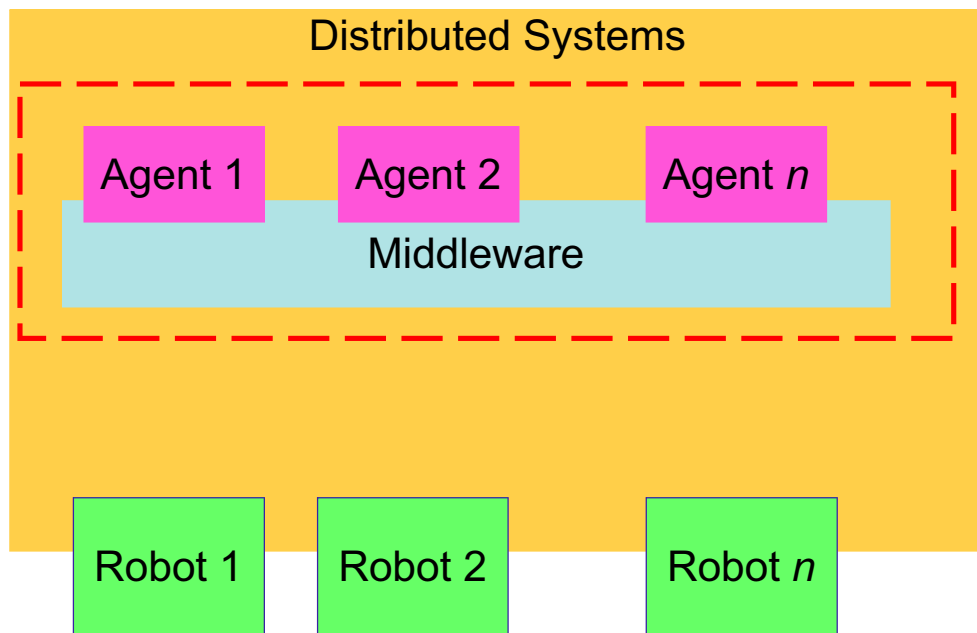 Distributed Systems
Agent 1 Agent 2 Agent n
Middleware
Robot 1 Robot 2 Robot n